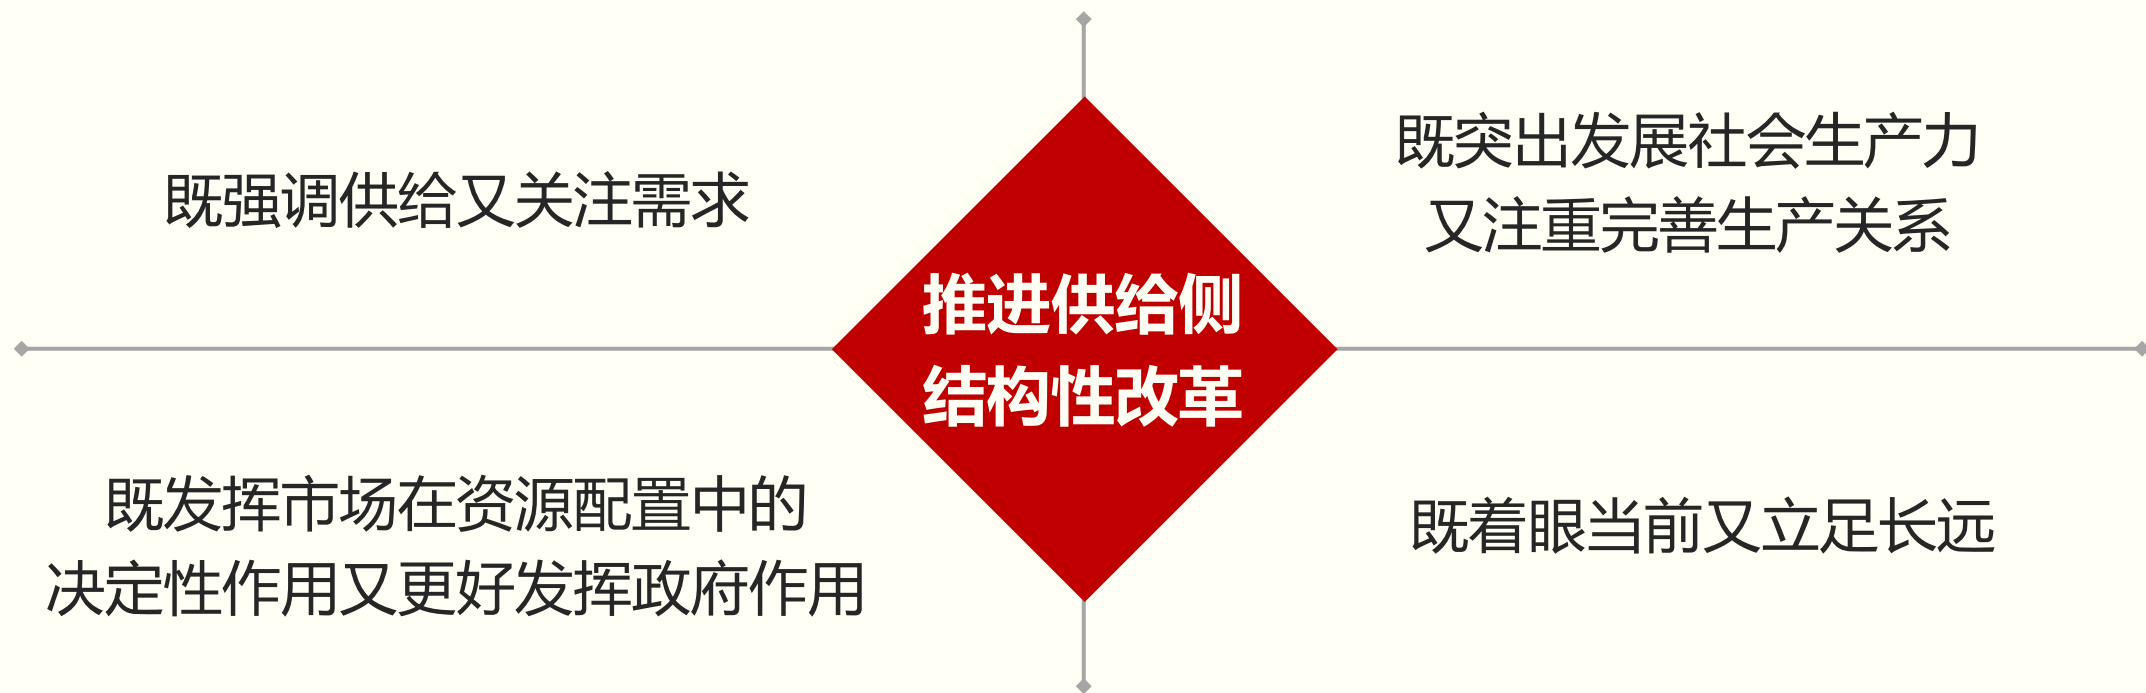 既强调供给又关注需求
既突出发展社会生产力
又注重完善生产关系
推进供给侧
结构性改革
既发挥市场在资源配置中的
决定性作用又更好发挥政府作用
既着眼当前又立足长远